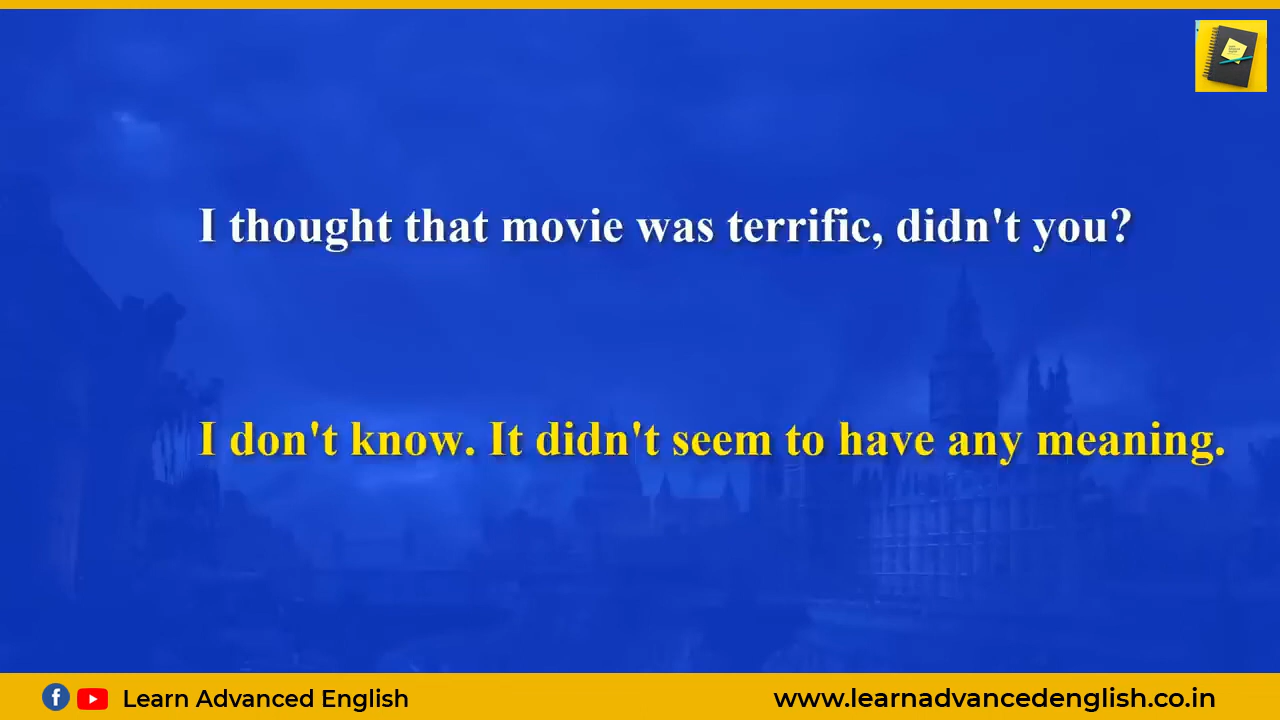 I thought that movie was terrific, didn't you?
I don't know. It didn't seem to have any meaning.
Learn Advanced English
www.learnadvancedenglish.co.in